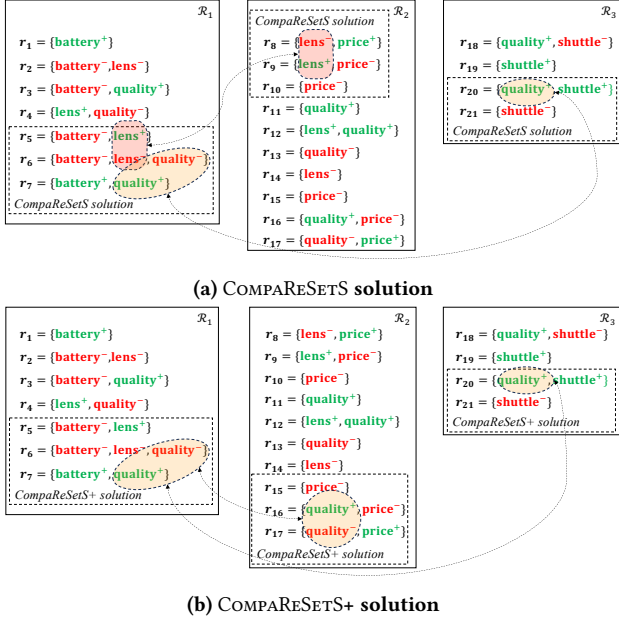 ℛ₁
r₁ = {battery⁺}
r₂ = {battery⁻,lens⁻}
r₃ = {battery⁻,quality⁺}
r₄ = {lens⁺,quality⁻}
r₅ = {battery⁻,lens⁺}
r₆ = {battery⁻,lens⁻,quality⁻}
r₇ = {battery⁺,quality⁺}
CompaReSetS solution
ℛ₂
CompaReSetS solution
r₈ = {lens⁻,price⁺}
r₉ = {lens⁺,price⁻}
r₁₀ = {price⁻}
r₁₁ = {quality⁺}
r₁₂ = {lens⁺,quality⁺}
r₁₃ = {quality⁻}
r₁₄ = {lens⁻}
r₁₅ = {price⁻}
r₁₆ = {quality⁺,price⁻}
r₁₇ = {quality⁻,price⁺}
ℛ₃
r₁₈ = {quality⁺,shuttle⁻}
r₁₉ = {shuttle⁺}
r₂₀ = {quality⁺,shuttle⁺}
r₂₁ = {shuttle⁻}
CompaReSetS solution
(a) CompaReSetS solution
ℛ₁
r₁ = {battery⁺}
r₂ = {battery⁻,lens⁻}
r₃ = {battery⁻,quality⁺}
r₄ = {lens⁺,quality⁻}
r₅ = {battery⁻,lens⁺}
r₆ = {battery⁻,lens⁻,quality⁻}
r₇ = {battery⁺,quality⁺}
CompaReSetS+ solution
ℛ₂
r₈ = {lens⁻,price⁺}
r₉ = {lens⁺,price⁻}
r₁₀ = {price⁻}
r₁₁ = {quality⁺}
r₁₂ = {lens⁺,quality⁺}
r₁₃ = {quality⁻}
r₁₄ = {lens⁻}
r₁₅ = {price⁻}
r₁₆ = {quality⁺,price⁻}
r₁₇ = {quality⁻,price⁺}
CompaReSetS+ solution
ℛ₃
r₁₈ = {quality⁺,shuttle⁻}
r₁₉ = {shuttle⁺}
r₂₀ = {quality⁺,shuttle⁺}
r₂₁ = {shuttle⁻}
CompaReSetS+ solution
(b) CompaReSetS+ solution